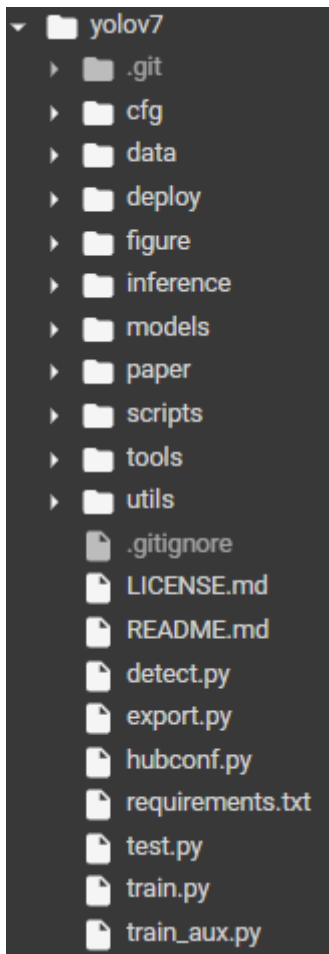 yolov7
.git
cfg
data
deploy
figure
inference
models
paper
scripts
tools
utils
.gitignore
LICENSE.md
README.md
detect.py
export.py
hubconf.py
requirements.txt
test.py
train.py
train_aux.py